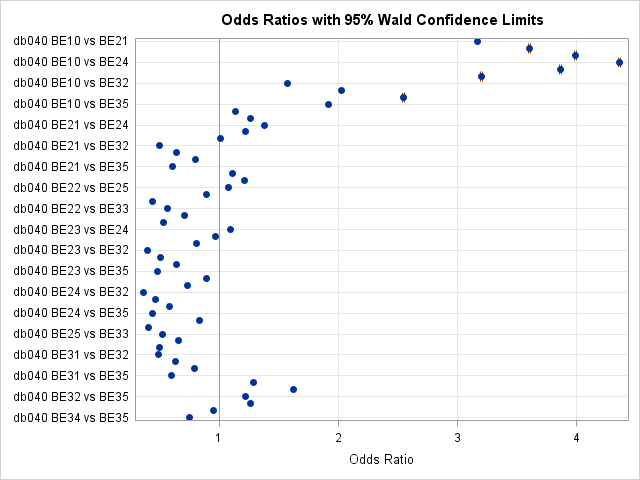 Odds Ratios with 95% Wald Confidence Limits
db040 BE10 vs BE21
db040 BE10 vs BE24
db040 BE10 vs BE32
db040 BE10 vs BE35
db040 BE21 vs BE24
db040 BE21 vs BE32
db040 BE21 vs BE35
db040 BE22 vs BE25
db040 BE22 vs BE33
db040 BE23 vs BE24
db040 BE23 vs BE32
db040 BE23 vs BE35
db040 BE24 vs BE32
db040 BE24 vs BE35
db040 BE25 vs BE33
db040 BE31 vs BE32
db040 BE31 vs BE35
db040 BE32 vs BE35
db040 BE34 vs BE35
1 2 3 4
Odds Ratio